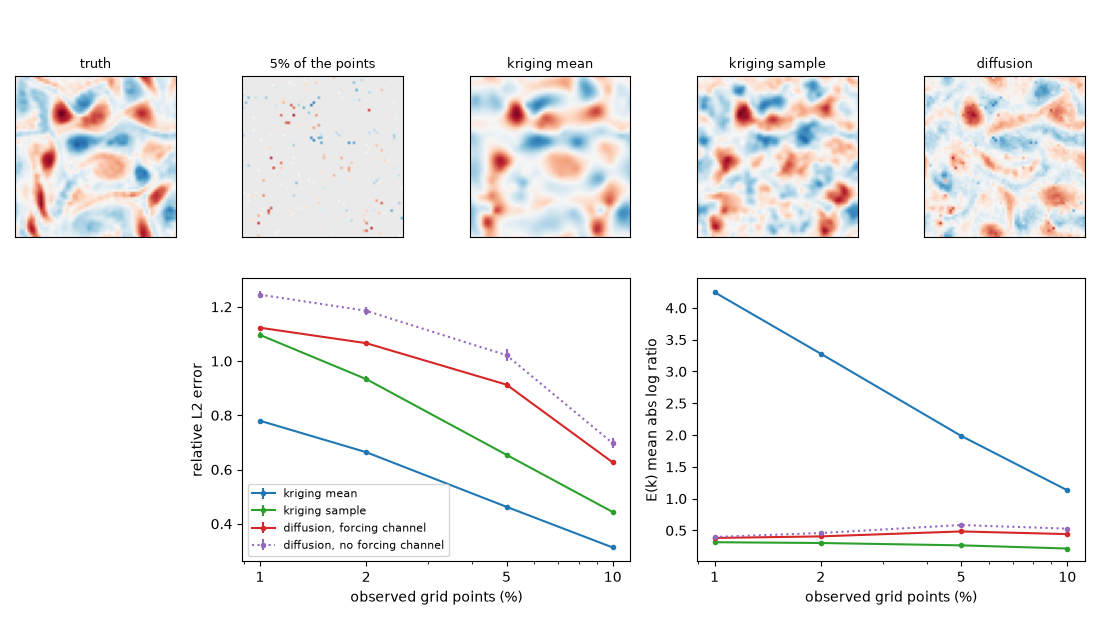 truth
5% of the points
kriging mean
kriging sample
diffusion
relative L2 error
1.2
1.0
0.8
0.6
0.4
kriging mean
kriging sample
diffusion, forcing channel
diffusion, no forcing channel
1
2
5
10
observed grid points (%)
E(k) mean abs log ratio
4.0
3.5
3.0
2.5
2.0
1.5
1.0
0.5
1
2
5
10
observed grid points (%)